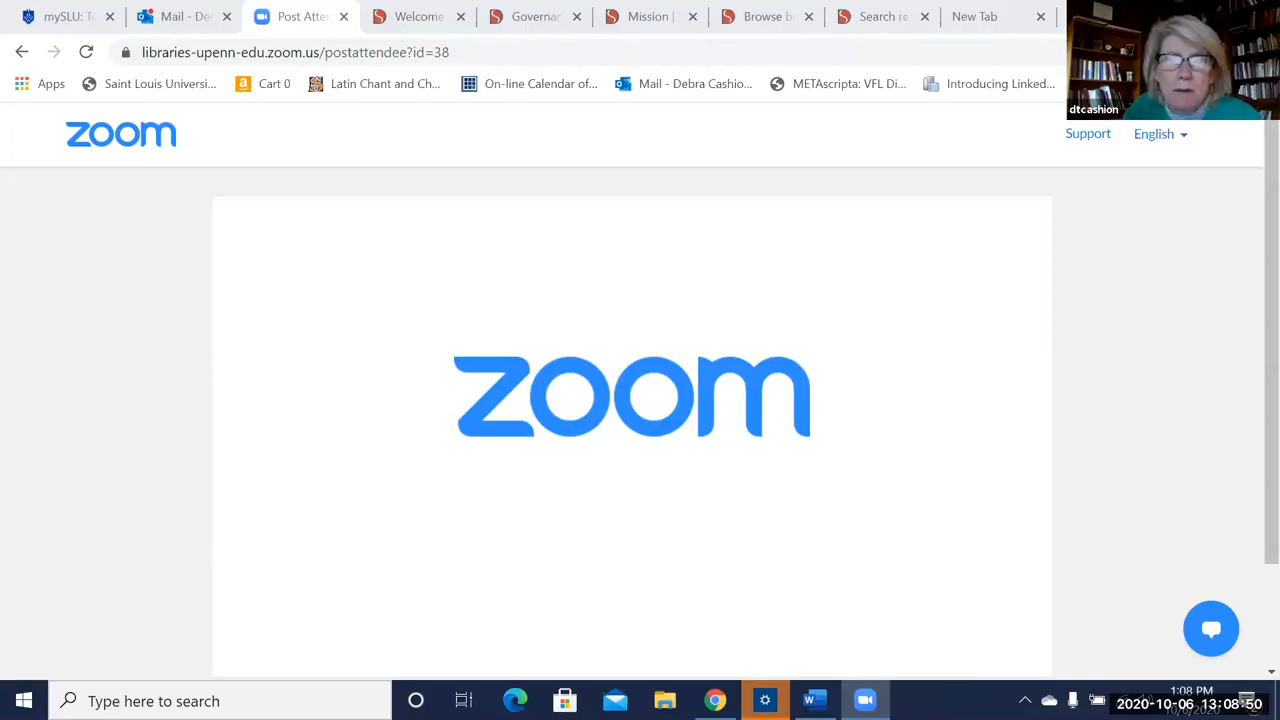 mySLU: T
Mail - De
Post Atte
Welcome
Governa
Mission |
Browse b
Search re
New Tab
libraries-upenn-edu.zoom.us/postattendee?id=38
Apps
Saint Louis Universi...
Cart 0
Latin Chant and Ch...
On-line Calendar of...
Mail - Debra Cashio...
METAscripta: VFL Di...
Introducing Linked...
dtcashion
zoom
Support
English
zoom
Type here to search
1:08 PM
2020-10-06 13:08:50